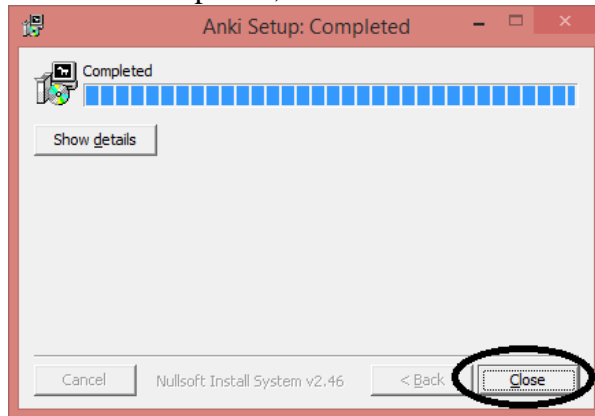 Anki Setup: Completed
Completed
Show details
Cancel Nullsoft Install System v2.46 < Back Close